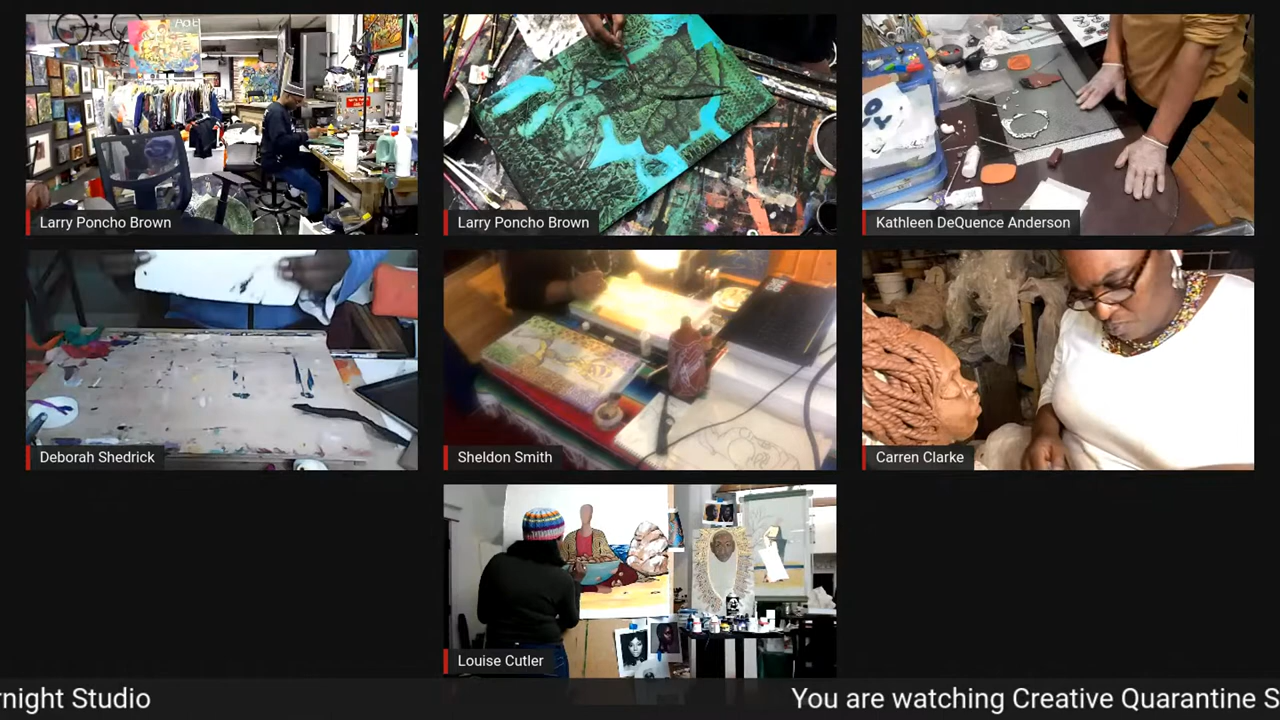 Larry Poncho Brown
Larry Poncho Brown
Kathleen DeQuence Anderson
Deborah Shedrick
Sheldon Smith
Carren Clarke
Louise Cutler
rnight Studio
You are watching Creative Quarantine S